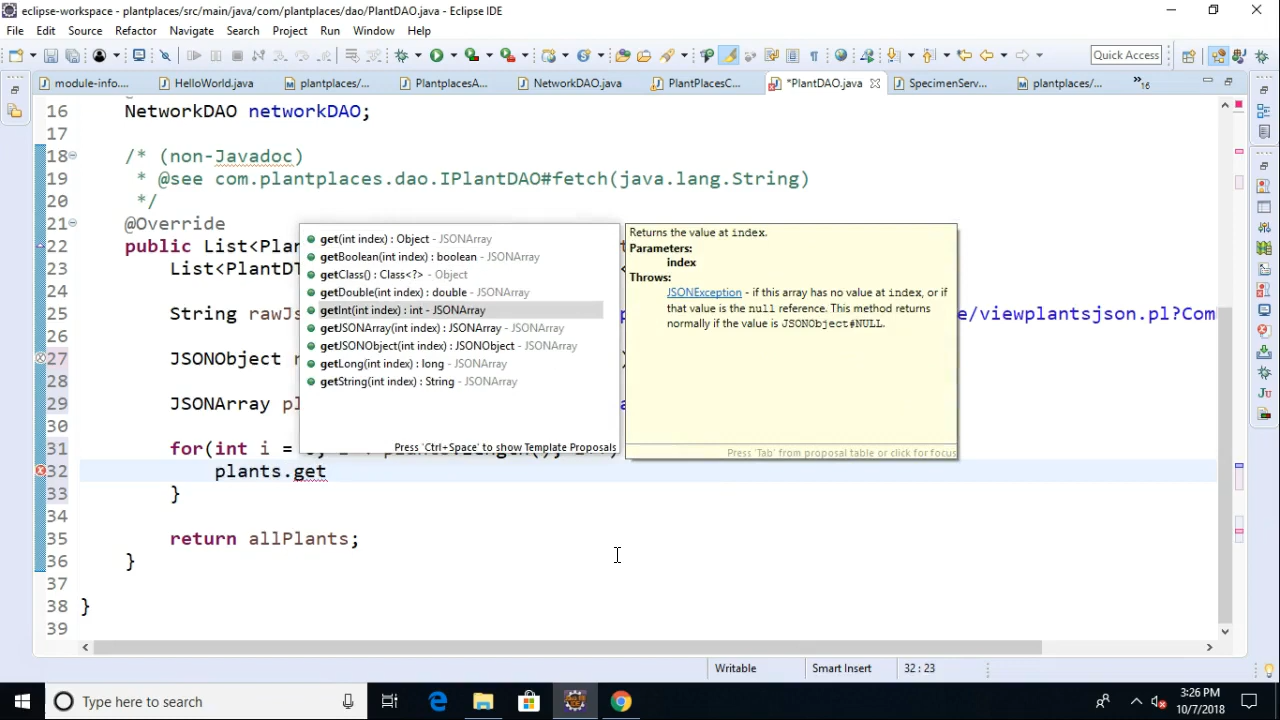 eclipse-workspace - plantplaces/src/main/java/com/plantplaces/dao/PlantDAO.java - Eclipse IDE
File Edit Source Refactor Navigate Search Project Run Window Help
Quick Access
module-info.... HelloWorld.java plantplaces/... PlantplacesA... NetworkDAO.java PlantPlacesC... *PlantDAO.java SpecimenServ... plantplaces/... »16
16 NetworkDAO networkDAO;
17
18 /* (non-Javadoc)
19 * @see com.plantplaces.dao.IPlantDAO#fetch(java.lang.String)
20 */
21 @Override
22 public List<Plan
23 List<PlantDT
24
25 String rawJs e/viewplantsjson.pl?Com
26
27 JSONObject
28
29 JSONArray pl
30
31 for(int i =
32 plants.get
33 }
34
35 return allPlants;
36 }
37
38 }
39
get(int index) : Object - JSONArray
getBoolean(int index) : boolean - JSONArray
getClass() : Class<?> - Object
getDouble(int index) : double - JSONArray
getInt(int index) : int - JSONArray
getJSONArray(int index) : JSONArray - JSONArray
getJSONObject(int index) : JSONObject - JSONArray
getLong(int index) : long - JSONArray
getString(int index) : String - JSONArray
Press 'Ctrl+Space' to show Template Proposals
Returns the value at index.
Parameters:
index
Throws:
JSONException - if this array has no value at index, or if
that value is the null reference. This method returns
normally if the value is JSONObject#NULL.
Press 'Tab' from proposal table or click for focus
Writable Smart Insert 32 : 23
Type here to search
3:26 PM
10/7/2018